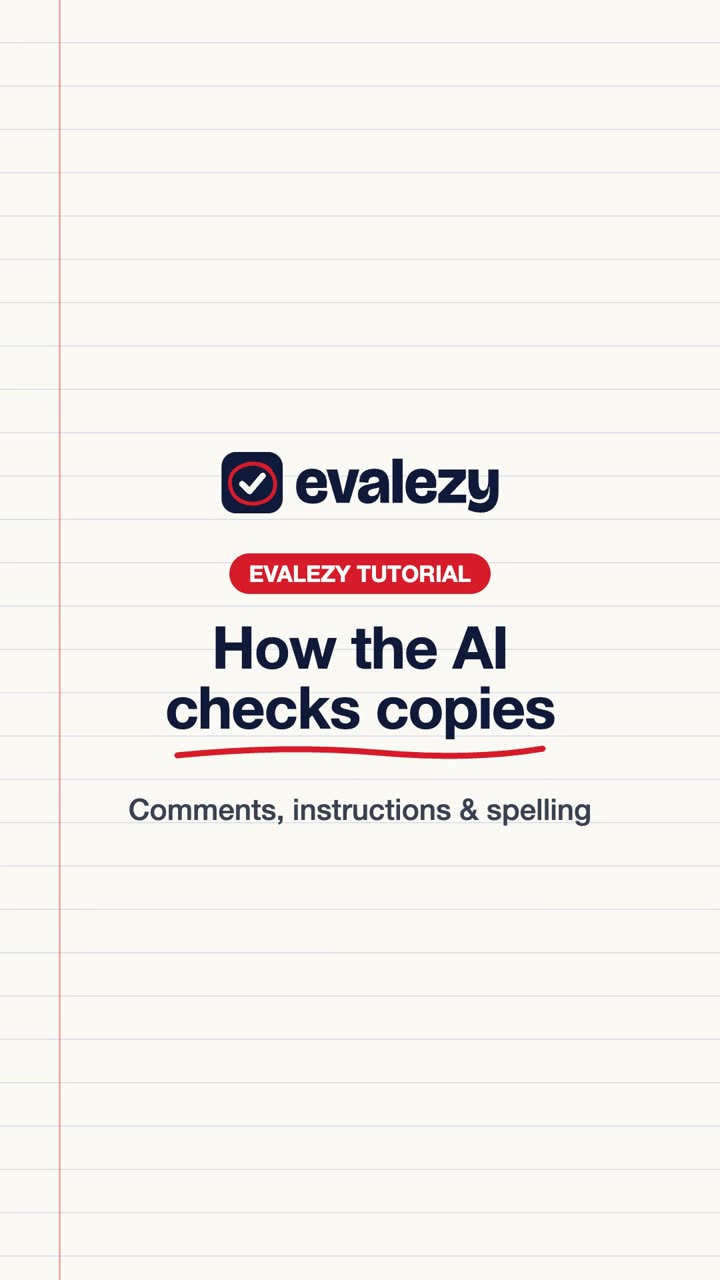 evalezy
EVALEZY TUTORIAL
How the AI
checks copies
Comments, instructions & spelling